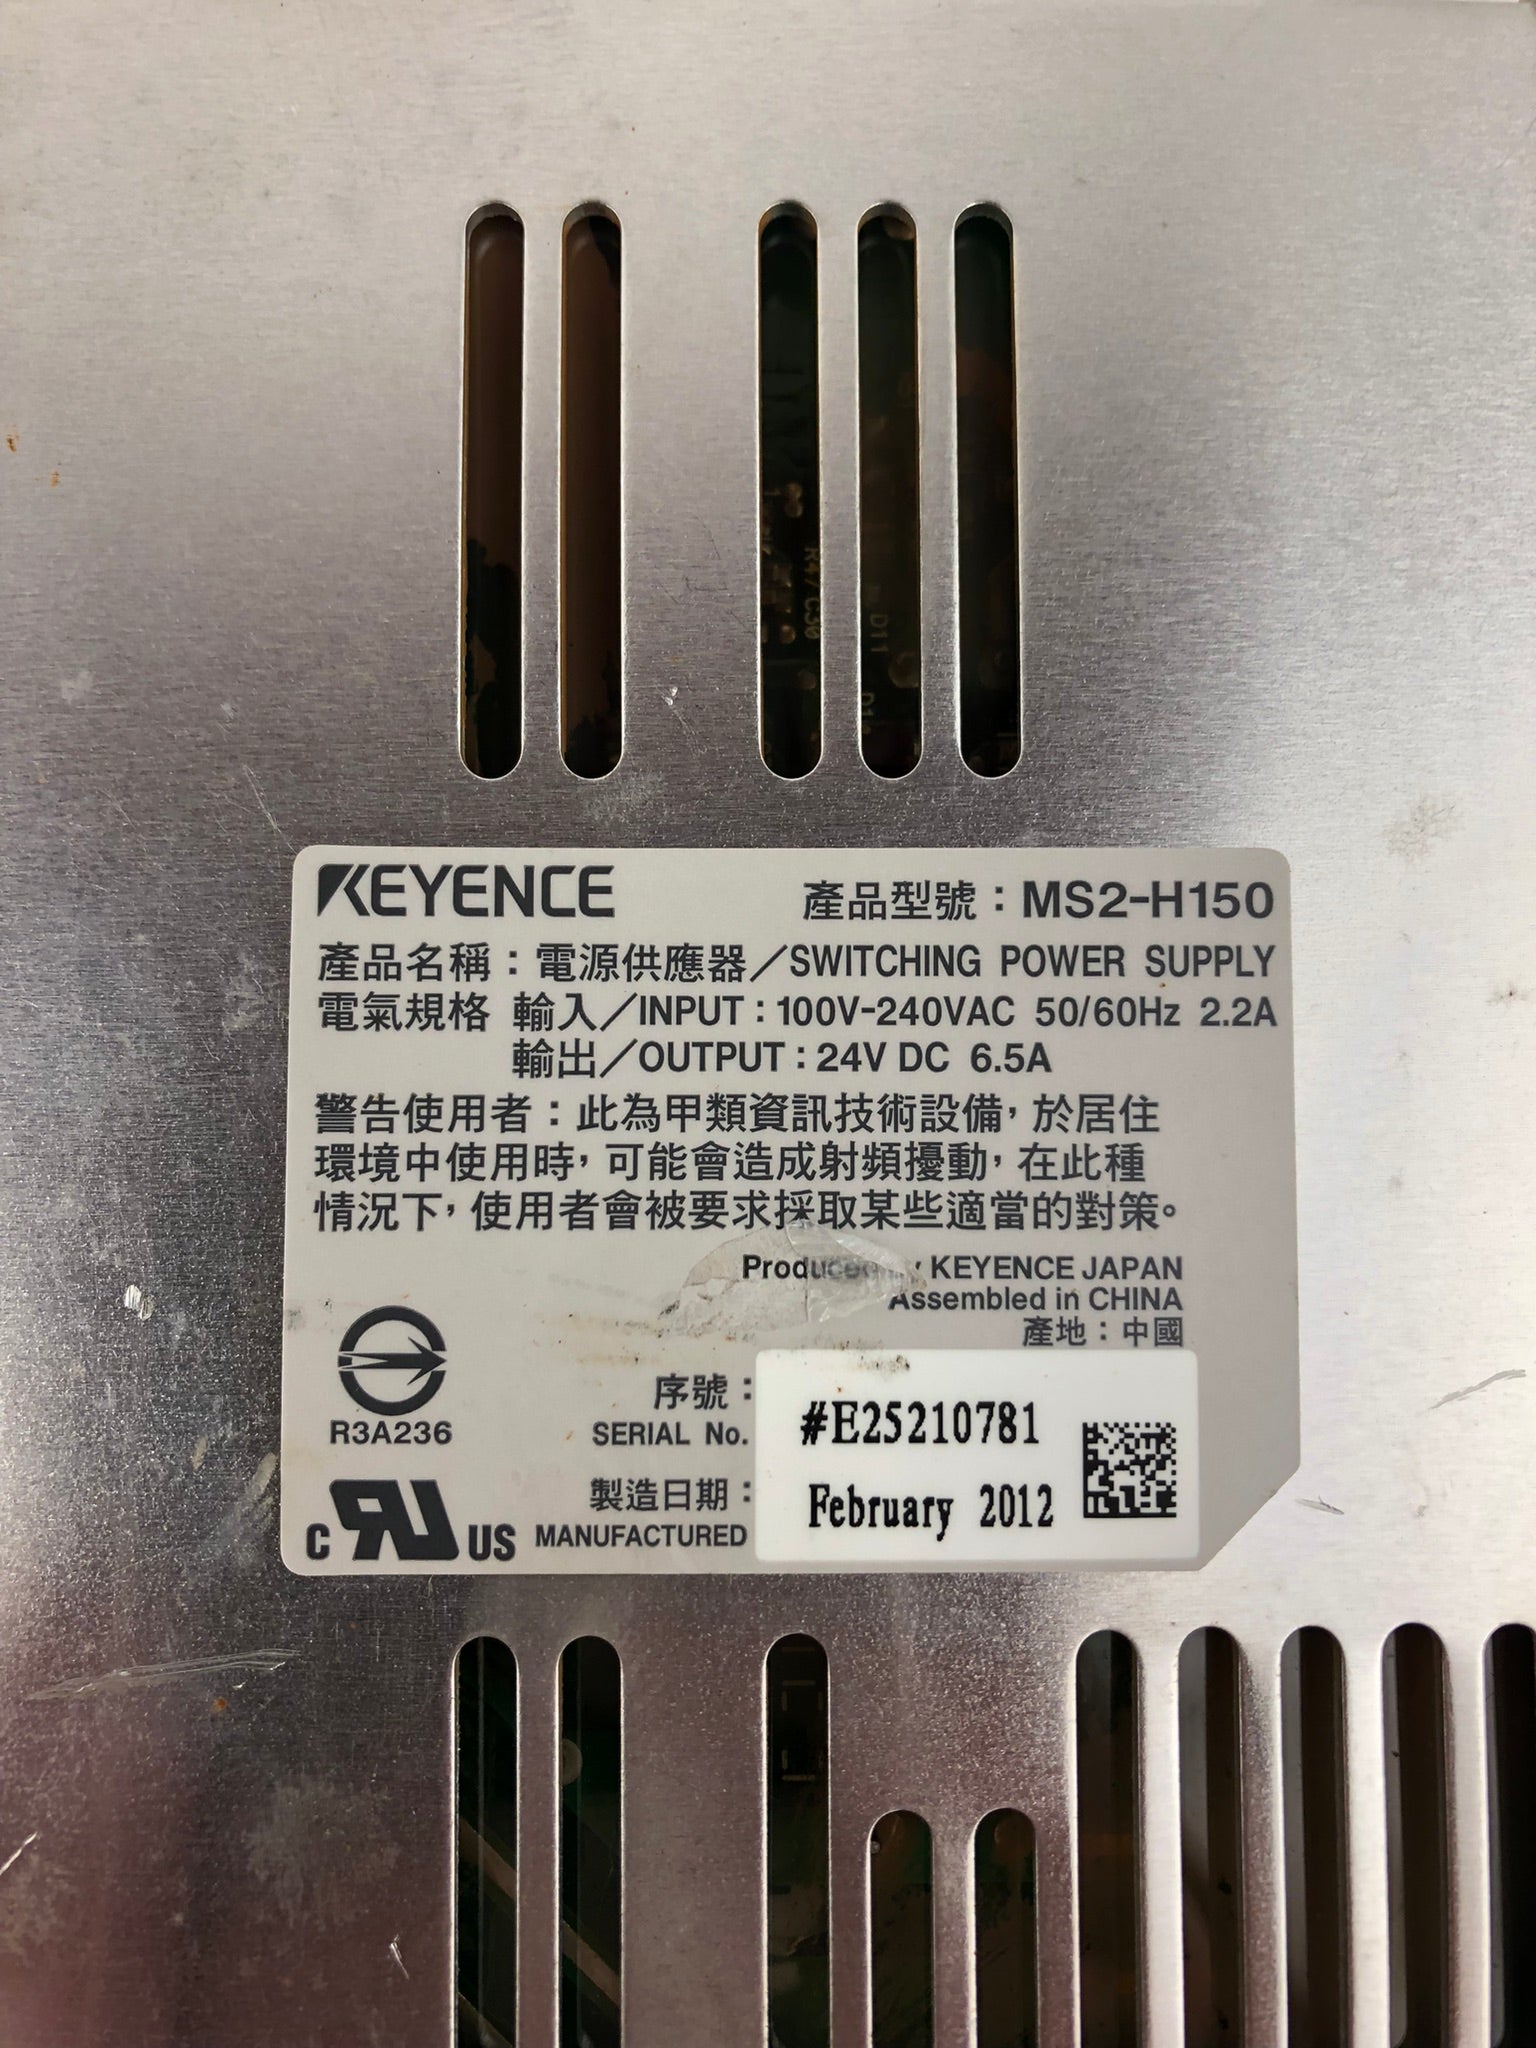 R47 C30
D11
KEYENCE 產品型號：MS2-H150
產品名稱：電源供應器／SWITCHING POWER SUPPLY
電氣規格 輸入／INPUT：100V-240VAC 50/60Hz 2.2A
輸出／OUTPUT：24V DC 6.5A
警告使用者：此為甲類資訊技術設備，於居住
環境中使用時，可能會造成射頻擾動，在此種
情況下，使用者會被要求採取某些適當的對策。
Produced by KEYENCE JAPAN
Assembled in CHINA
產地：中國
R3A236
序號：
SERIAL No.
#E25210781
製造日期：
MANUFACTURED
February 2012
C RU US